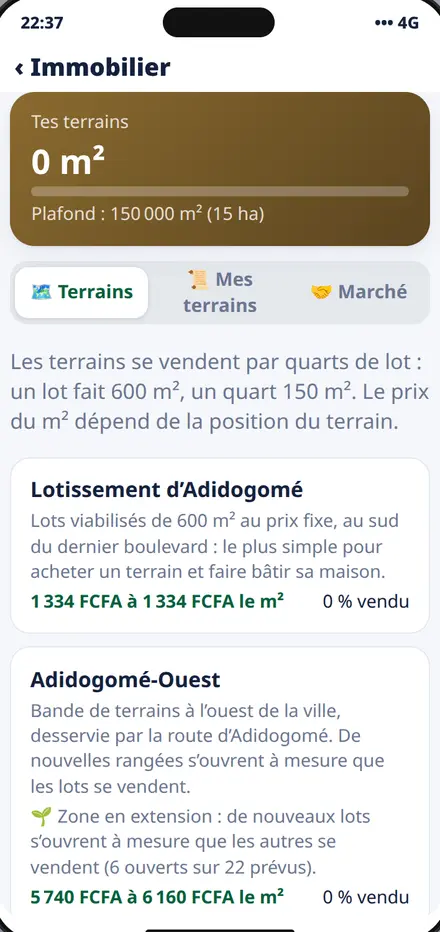 22:37
••• 4G
‹ Immobilier
Tes terrains
0 m²
Plafond : 150 000 m² (15 ha)
🗺️ Terrains
📜 Mes
terrains
🤝 Marché
Les terrains se vendent par quarts de lot :
un lot fait 600 m², un quart 150 m². Le prix
du m² dépend de la position du terrain.
Lotissement d’Adidogomé
Lots viabilisés de 600 m² au prix fixe, au sud
du dernier boulevard : le plus simple pour
acheter un terrain et faire bâtir sa maison.
1 334 FCFA à 1 334 FCFA le m² 0 % vendu
Adidogomé-Ouest
Bande de terrains à l’ouest de la ville,
desservie par la route d’Adidogomé. De
nouvelles rangées s’ouvrent à mesure que
les lots se vendent.
🌱 Zone en extension : de nouveaux lots
s’ouvrent à mesure que les autres se
vendent (6 ouverts sur 22 prévus).
5 740 FCFA à 6 160 FCFA le m² 0 % vendu